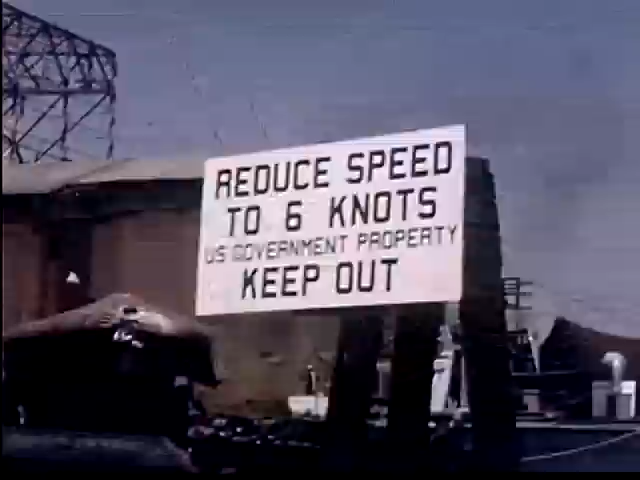 REDUCE SPEED
TO 6 KNOTS
US GOVERNMENT PROPERTY
KEEP OUT